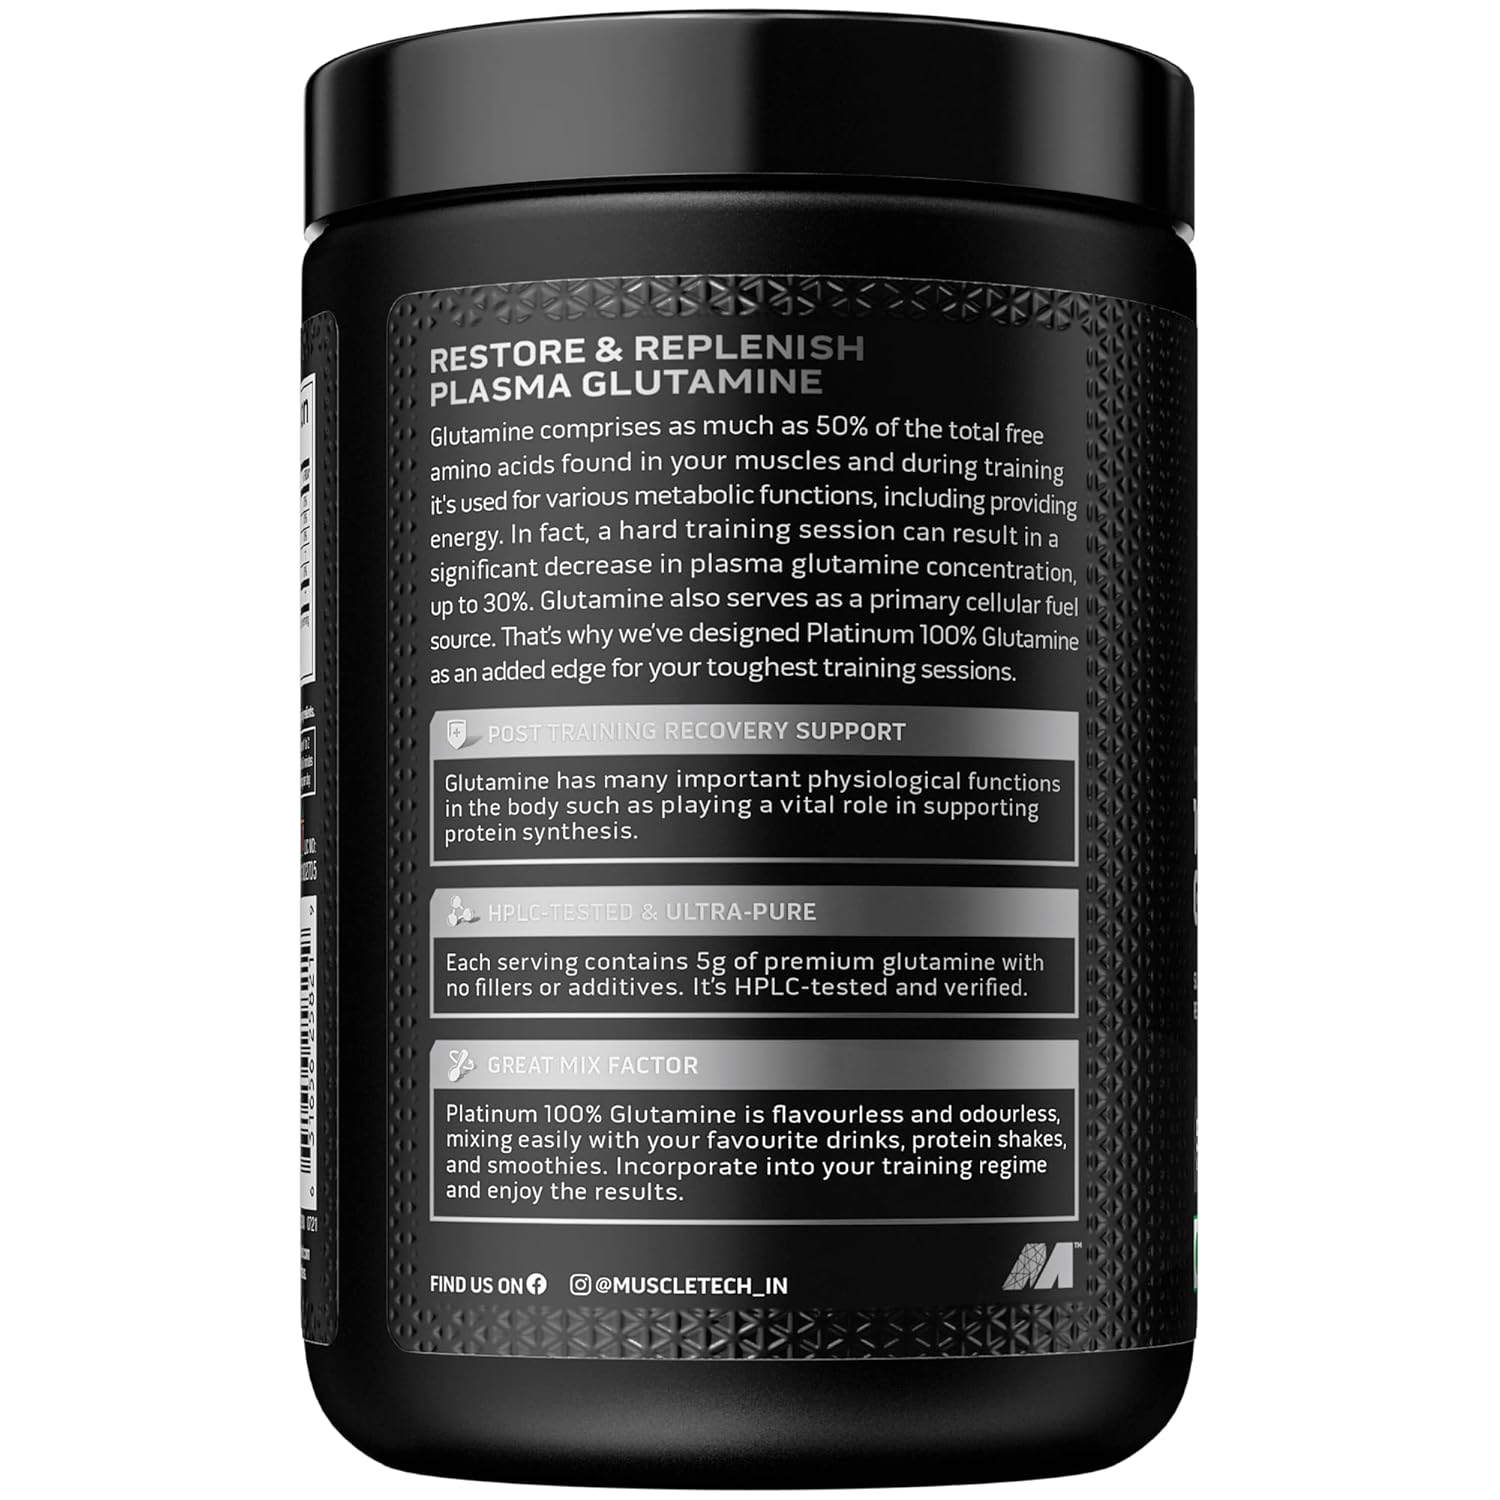 RESTORE & REPLENISH
PLASMA GLUTAMINE
Glutamine comprises as much as 50% of the total free
amino acids found in your muscles and during training
it's used for various metabolic functions, including providing
energy. In fact, a hard training session can result in a
significant decrease in plasma glutamine concentration,
up to 30%. Glutamine also serves as a primary cellular fuel
source. That's why we've designed Platinum 100% Glutamine
as an added edge for your toughest training sessions.
POST TRAINING RECOVERY SUPPORT
Glutamine has many important physiological functions
in the body such as playing a vital role in supporting
protein synthesis.
HPLC-TESTED & ULTRA-PURE
Each serving contains 5g of premium glutamine with
no fillers or additives. It's HPLC-tested and verified.
GREAT MIX FACTOR
Platinum 100% Glutamine is flavourless and odourless,
mixing easily with your favourite drinks, protein shakes,
and smoothies. Incorporate into your training regime
and enjoy the results.
FIND US ON @MUSCLETECH_IN
TM